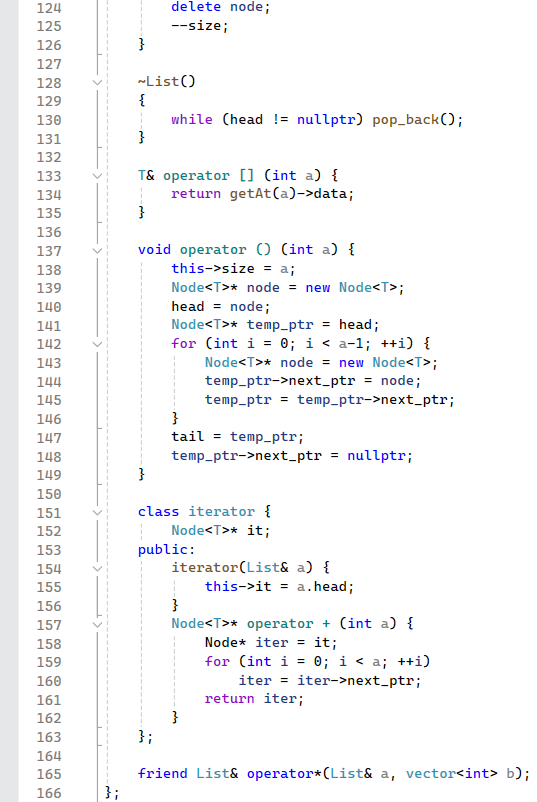 124 delete node;
125 --size;
126 }
127
128 ~List()
129 {
130 while (head != nullptr) pop_back();
131 }
132
133 T& operator [] (int a) {
134 return getAt(a)->data;
135 }
136
137 void operator () (int a) {
138 this->size = a;
139 Node<T>* node = new Node<T>;
140 head = node;
141 Node<T>* temp_ptr = head;
142 for (int i = 0; i < a-1; ++i) {
143 Node<T>* node = new Node<T>;
144 temp_ptr->next_ptr = node;
145 temp_ptr = temp_ptr->next_ptr;
146 }
147 tail = temp_ptr;
148 temp_ptr->next_ptr = nullptr;
149 }
150
151 class iterator {
152 Node<T>* it;
153 public:
154 iterator(List& a) {
155 this->it = a.head;
156 }
157 Node<T>* operator + (int a) {
158 Node* iter = it;
159 for (int i = 0; i < a; ++i)
160 iter = iter->next_ptr;
161 return iter;
162 }
163 };
164
165 friend List& operator*(List& a, vector<int> b);
166 };